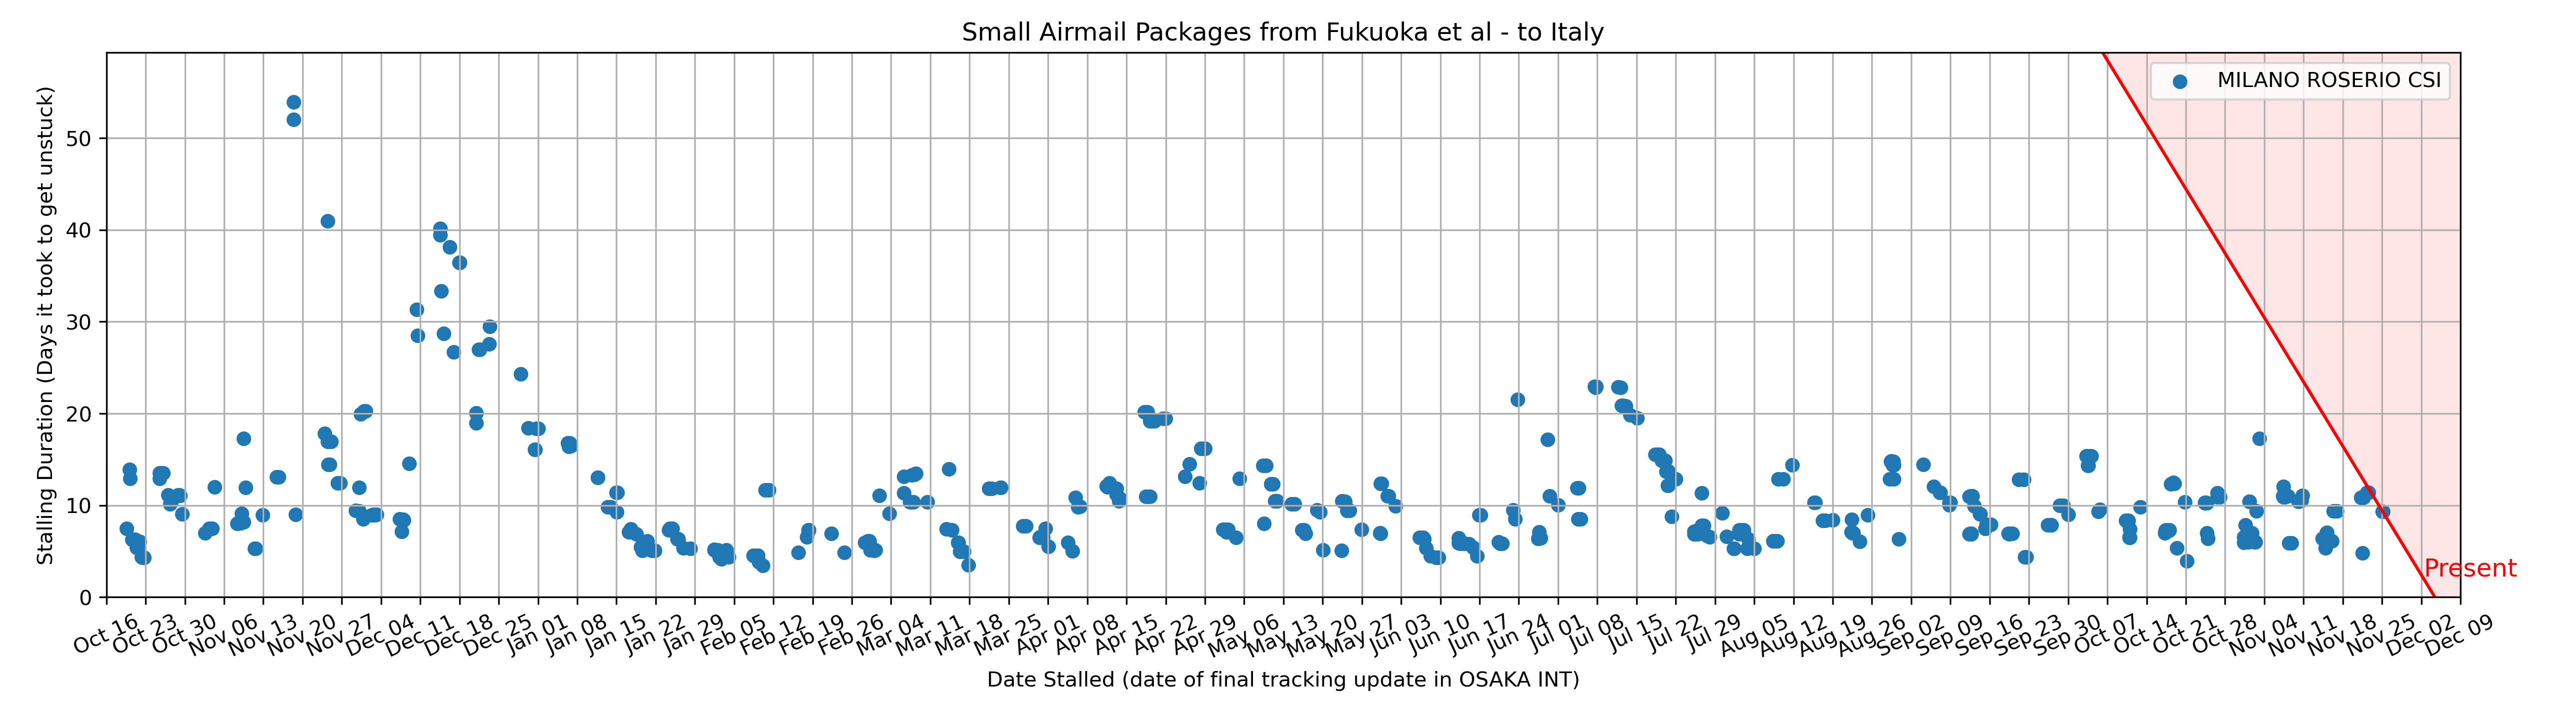 Small Airmail Packages from Fukuoka et al - to Italy
MILANO ROSERIO CSI
Stalling Duration (Days it took to get unstuck)
50
40
30
20
10
0
Present
Oct 16
Oct 23
Oct 30
Nov 06
Nov 13
Nov 20
Nov 27
Dec 04
Dec 11
Dec 18
Dec 25
Jan 01
Jan 08
Jan 15
Jan 22
Jan 29
Feb 05
Feb 12
Feb 19
Feb 26
Mar 04
Mar 11
Mar 18
Mar 25
Apr 01
Apr 08
Apr 15
Apr 22
Apr 29
May 06
May 13
May 20
May 27
Jun 03
Jun 10
Jun 17
Jun 24
Jul 01
Jul 08
Jul 15
Jul 22
Jul 29
Aug 05
Aug 12
Aug 19
Aug 26
Sep 02
Sep 09
Sep 16
Sep 23
Sep 30
Oct 07
Oct 14
Oct 21
Oct 28
Nov 04
Nov 11
Nov 18
Nov 25
Dec 02
Dec 09
Date Stalled (date of final tracking update in OSAKA INT)